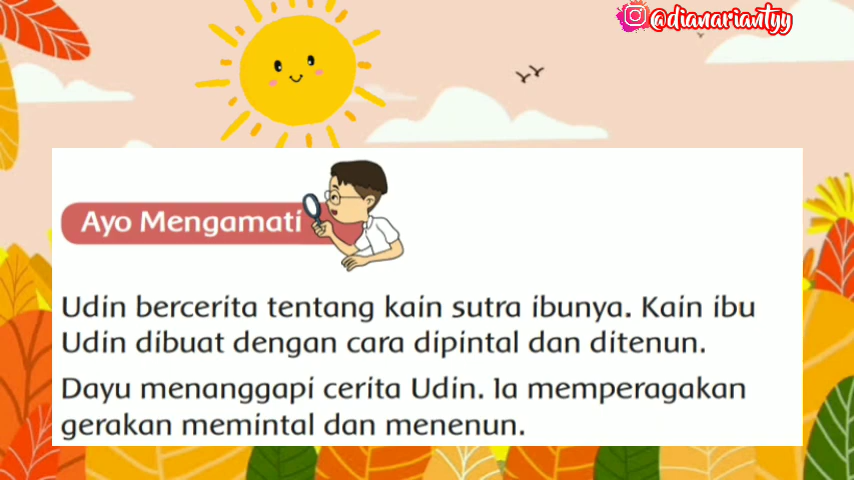 @dianariantyy
Ayo Mengamati
Udin bercerita tentang kain sutra ibunya. Kain ibu
Udin dibuat dengan cara dipintal dan ditenun.
Dayu menanggapi cerita Udin. Ia memperagakan
gerakan memintal dan menenun.